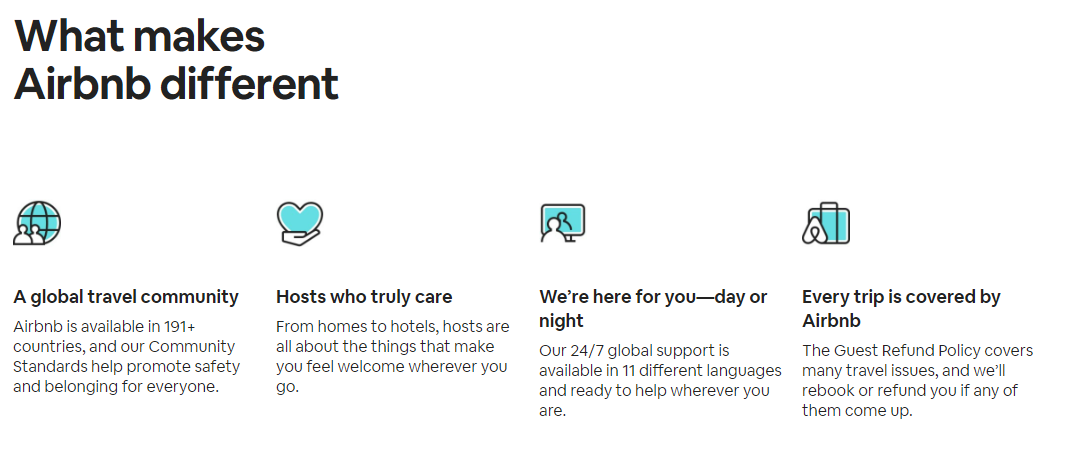 What makes
Airbnb different
A global travel community
Airbnb is available in 191+
countries, and our Community
Standards help promote safety
and belonging for everyone.
Hosts who truly care
From homes to hotels, hosts are
all about the things that make
you feel welcome wherever you
go.
We’re here for you—day or
night
Our 24/7 global support is
available in 11 different languages
and ready to help wherever you
are.
Every trip is covered by
Airbnb
The Guest Refund Policy covers
many travel issues, and we’ll
rebook or refund you if any of
them come up.